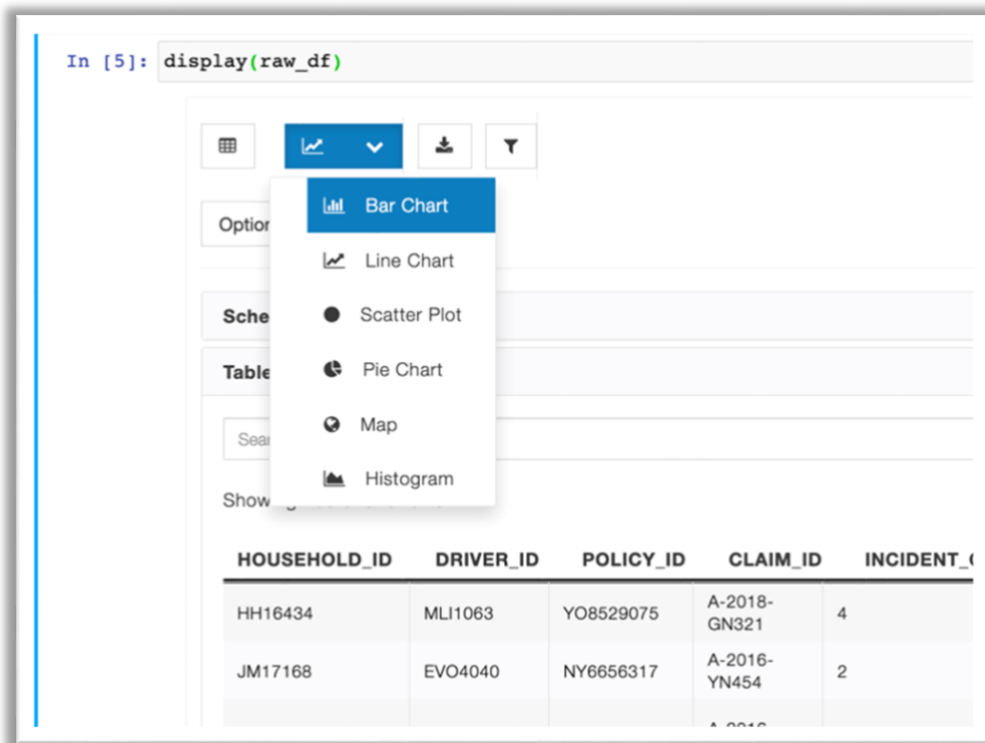 In [5]: display(raw_df)
Bar Chart
Line Chart
Scatter Plot
Pie Chart
Map
Histogram
HOUSEHOLD_ID DRIVER_ID POLICY_ID CLAIM_ID
HH16434 MLI1063 YO8529075 A-2018-GN321 4
JM17168 EVO4040 NY6656317 A-2016-YN454 2